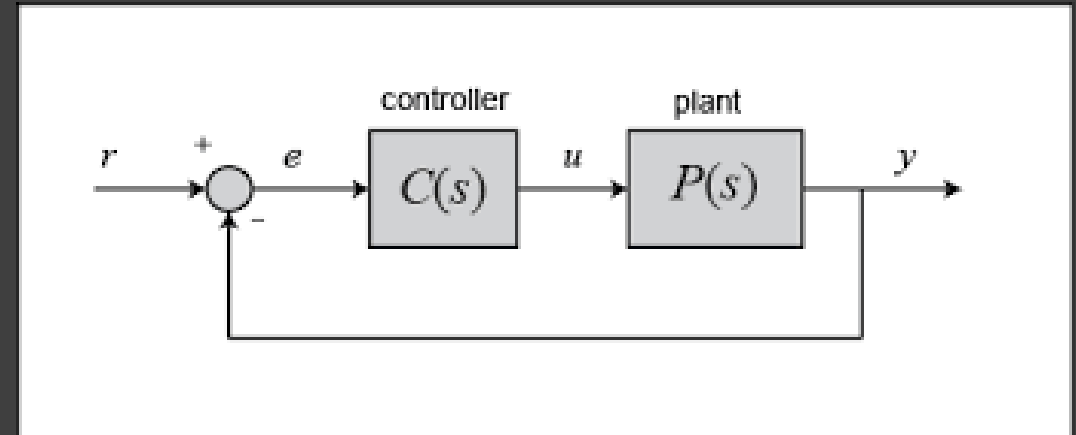 controller plant
+
r e u y
C(s) P(s)
−